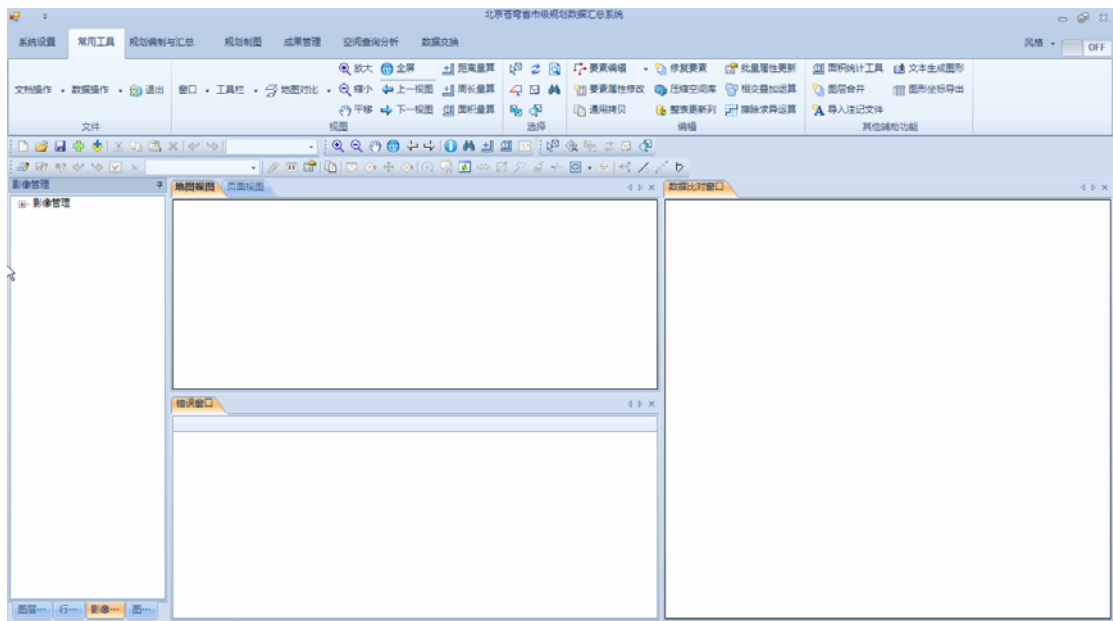 北京苍穹省市级规划数据汇总系统
系统设置 常用工具 规划编制与汇总 规划制图 成果管理 空间查询分析 数据交换 风格 OFF
放大 全屏 距离量算 要素编辑 修复要素 批量属性更新 面积统计工具 文本生成图形
文档操作 数据操作 退出 窗口 工具栏 地图对比 缩小 上一视图 周长量算 要素属性修改 压缩空间库 相交叠加运算 图层合并 图形坐标导出
平移 下一视图 面积量算 通用拷贝 整理更新列 擦除求异运算 导入注记文件
文件 视图 选择 编辑 其他辅助功能
影像管理 地图视图 页面视图 数据比对窗口
影像管理
错误窗口
图层… 行… 影像… 图…